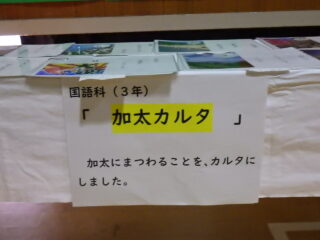 国語科（３年）
「　加太カルタ　」
加太にまつわることを、カルタに
しました。